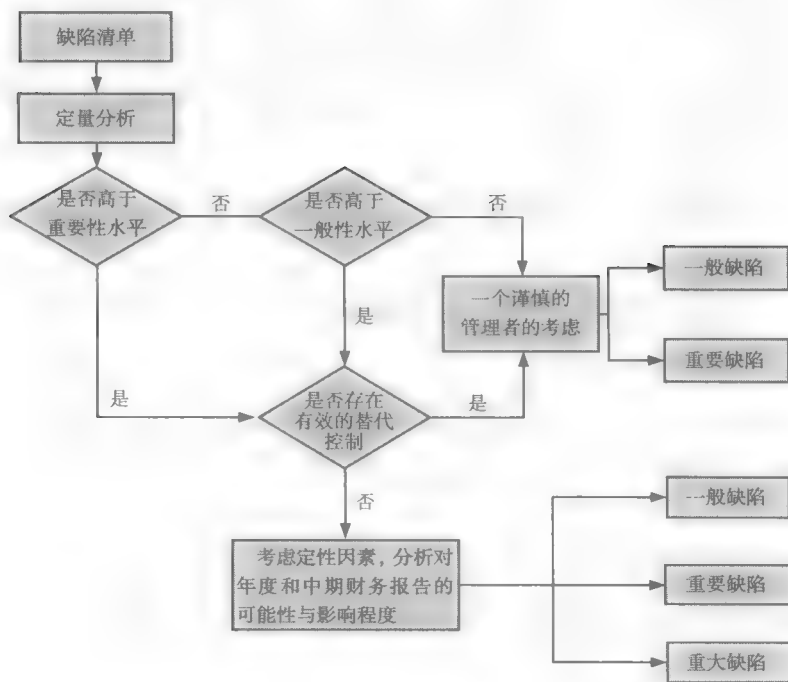 缺陷清单
定量分析
是否高于
重要性水平
否
是否高于
一般性水平
否
一个谨慎的
管理者的考虑
一般缺陷
重要缺陷
是
是
是否存在
有效的替代
控制
是
否
考虑定性因素，分析对
年度和中期财务报告的
可能性与影响程度
一般缺陷
重要缺陷
重大缺陷